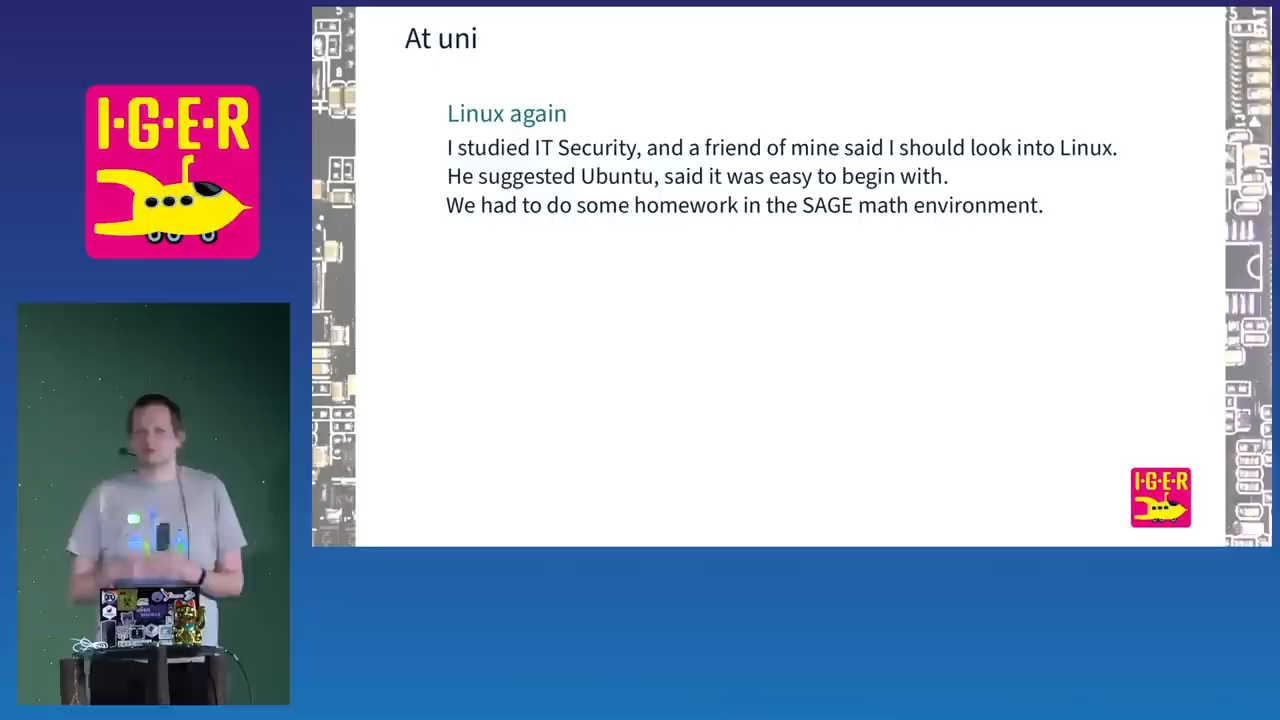 I·G·E·R
At uni
Linux again
I studied IT Security, and a friend of mine said I should look into Linux.
He suggested Ubuntu, said it was easy to begin with.
We had to do some homework in the SAGE math environment.
I·G·E·R